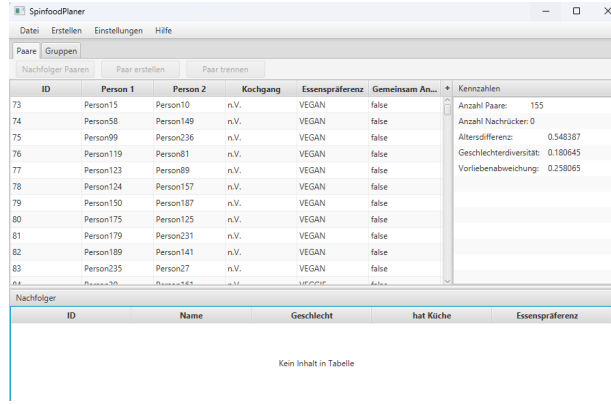 SpinfoodPlaner
Datei Erstellen Einstellungen Hilfe
Paare Gruppen
Nachfolger Paaren Paar erstellen Paar trennen
ID Person 1 Person 2 Kochgang Essenspräferenz Gemeinsam An... + Kennzahlen
73 Person15 Person10 n.V. VEGAN false Anzahl Paare: 155
74 Person58 Person149 n.V. VEGAN false Anzahl Nachrücker: 0
75 Person99 Person236 n.V. VEGAN false Altersdifferenz: 0.548387
76 Person119 Person81 n.V. VEGAN false Geschlechterdiversität: 0.180645
77 Person123 Person89 n.V. VEGAN false Vorliebenabweichung: 0.258065
78 Person124 Person157 n.V. VEGAN false
79 Person150 Person187 n.V. VEGAN false
80 Person175 Person125 n.V. VEGAN false
81 Person179 Person231 n.V. VEGAN false
82 Person189 Person141 n.V. VEGAN false
83 Person235 Person27 n.V. VEGAN false
Nachfolger
ID Name Geschlecht hat Küche Essenspräferenz
Kein Inhalt in Tabelle